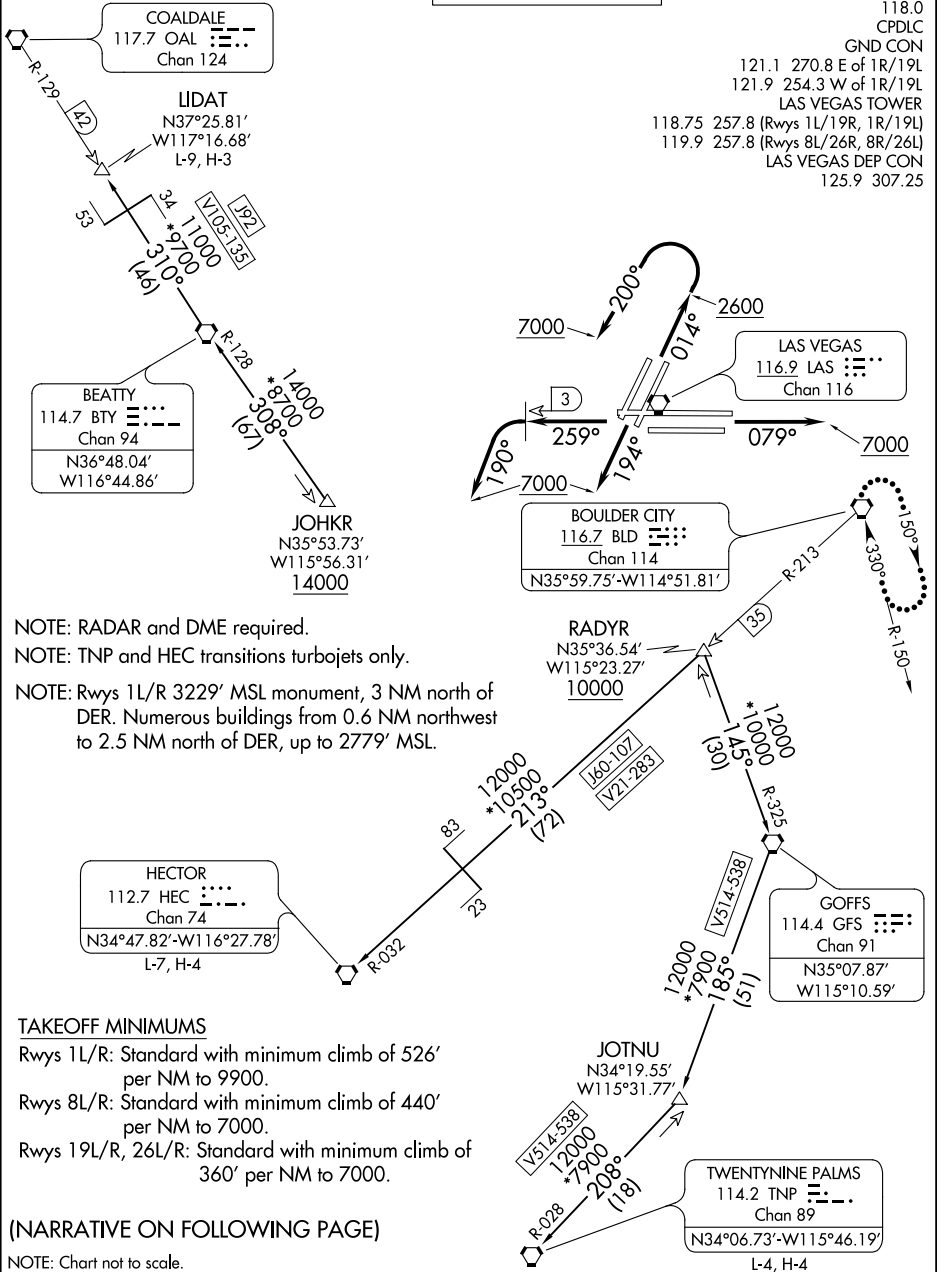 118.0
CPDLC
GND CON
121.1 270.8 E of 1R/19L
121.9 254.3 W of 1R/19L
LAS VEGAS TOWER
118.75 257.8 (Rwys 1L/19R, 1R/19L)
119.9 257.8 (Rwys 8L/26R, 8R/26L)
LAS VEGAS DEP CON
125.9 307.25
COALDALE
117.7 OAL
Chan 124
R-129
42
LIDAT
N37°25.81'
W117°16.68'
L-9, H-3
53
34
J92
V105-135
11000
*9700
310°
(46)
R-128
14000
*8700
308°
(67)
BEATTY
114.7 BTY
Chan 94
N36°48.04'
W116°44.86'
JOHKR
N35°53.73'
W115°56.31'
14000
200°
7000
014°
2600
LAS VEGAS
116.9 LAS
Chan 116
3
259°
190°
7000
194°
079°
7000
BOULDER CITY
116.7 BLD
Chan 114
N35°59.75'-W114°51.81'
150°
330°
R-150
R-213
35
NOTE: RADAR and DME required.
NOTE: TNP and HEC transitions turbojets only.
NOTE: Rwys 1L/R 3229' MSL monument, 3 NM north of
DER. Numerous buildings from 0.6 NM northwest
to 2.5 NM north of DER, up to 2779' MSL.
RADYR
N35°36.54'
W115°23.27'
10000
J60-107
V21-283
12000
*10500
213°
(72)
83
23
R-032
12000
*10000
145°
(30)
R-325
HECTOR
112.7 HEC
Chan 74
N34°47.82'-W116°27.78'
L-7, H-4
GOFFS
114.4 GFS
Chan 91
N35°07.87'
W115°10.59'
V514-538
12000
*7900
185°
(51)
TAKEOFF MINIMUMS
Rwys 1L/R: Standard with minimum climb of 526'
per NM to 9900.
Rwys 8L/R: Standard with minimum climb of 440'
per NM to 7000.
Rwys 19L/R, 26L/R: Standard with minimum climb of
360' per NM to 7000.
JOTNU
N34°19.55'
W115°31.77'
V514-538
12000
*7900
208°
(18)
R-028
TWENTYNINE PALMS
114.2 TNP
Chan 89
N34°06.73'-W115°46.19'
L-4, H-4
(NARRATIVE ON FOLLOWING PAGE)
NOTE: Chart not to scale.